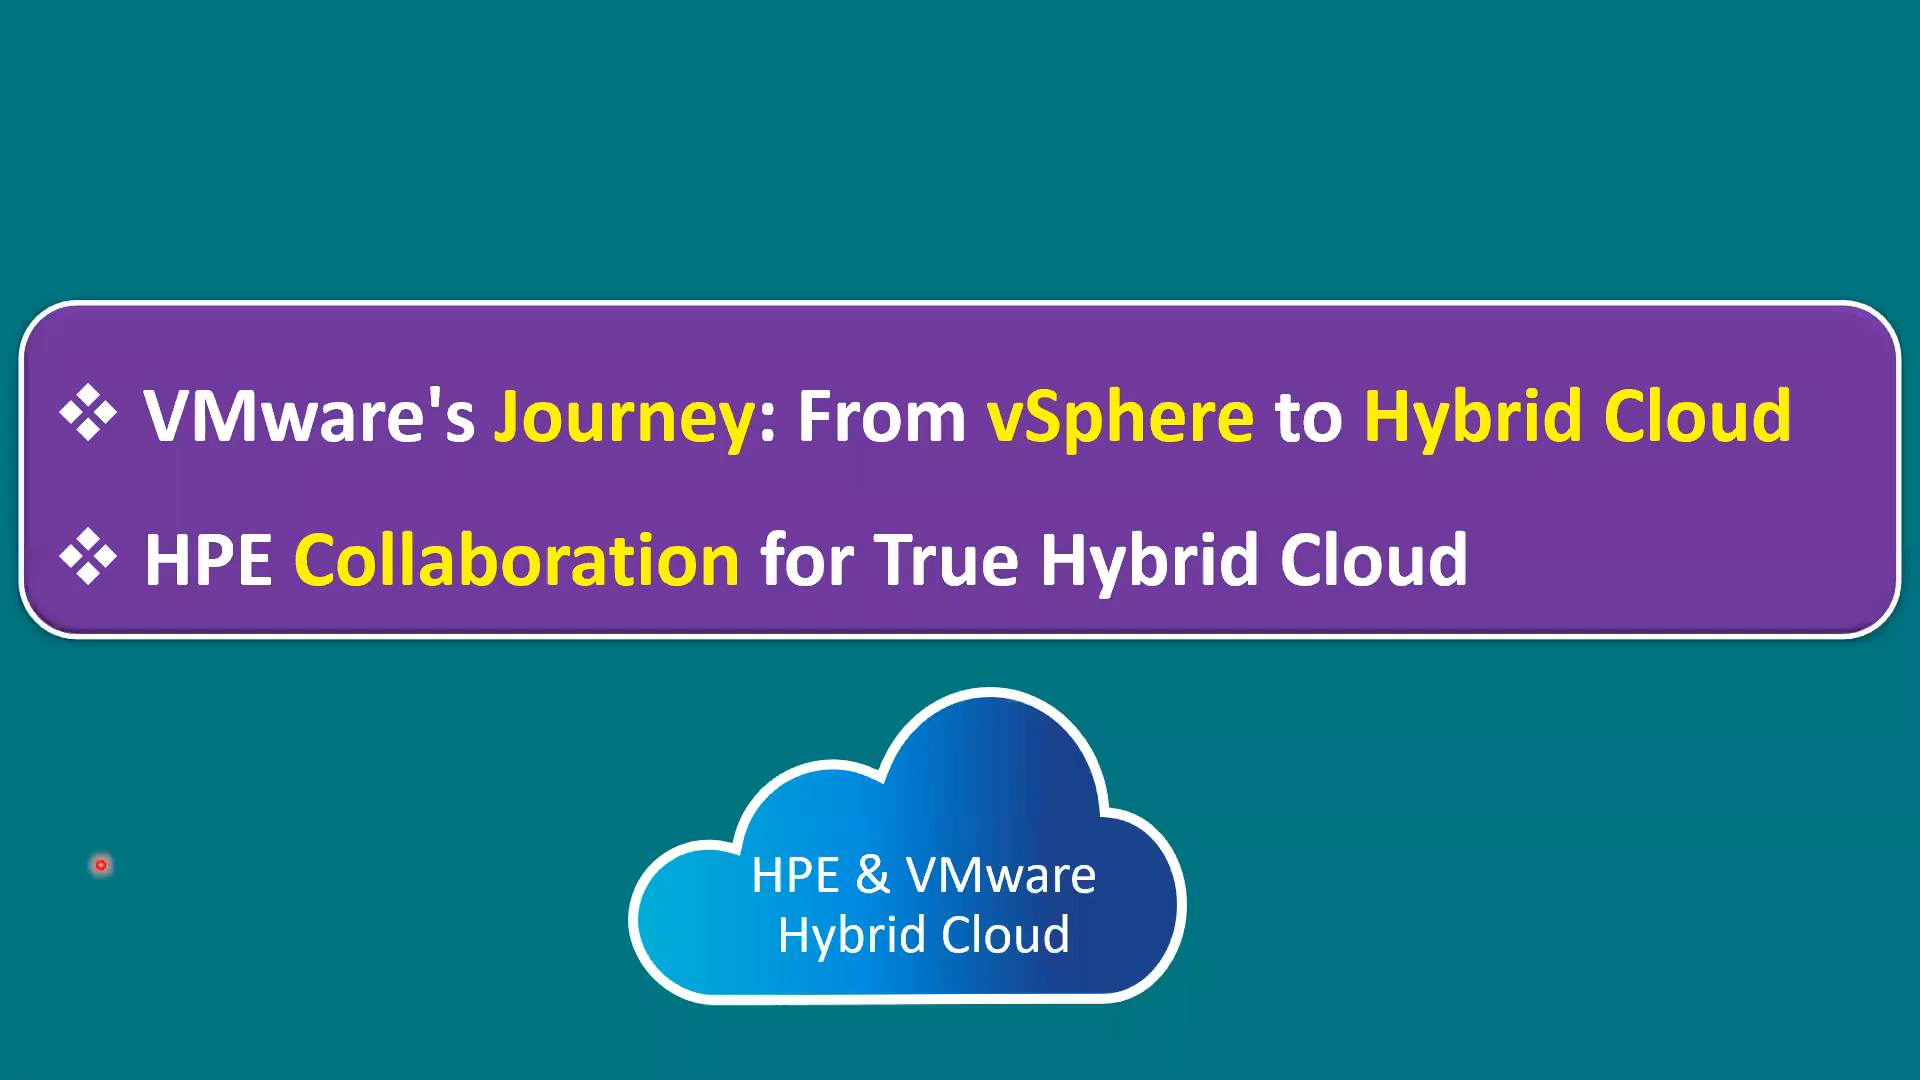 ❖ VMware's Journey: From vSphere to Hybrid Cloud
❖ HPE Collaboration for True Hybrid Cloud
HPE & VMware
Hybrid Cloud